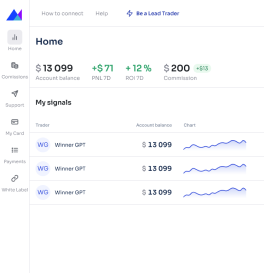 How to connect Help Be a Lead Trader
Home
Home
$ 13 099 +$ 71 + 12 % $ 200 +$15
Account balance PNL 7D ROI 7D Commission
Connexions
Support
My signals
My Card
Trader Account balance Chart
WG Winner GPT $ 13 099
Payments
WG Winner GPT $ 13 099
White Label
WG Winner GPT $ 13 099